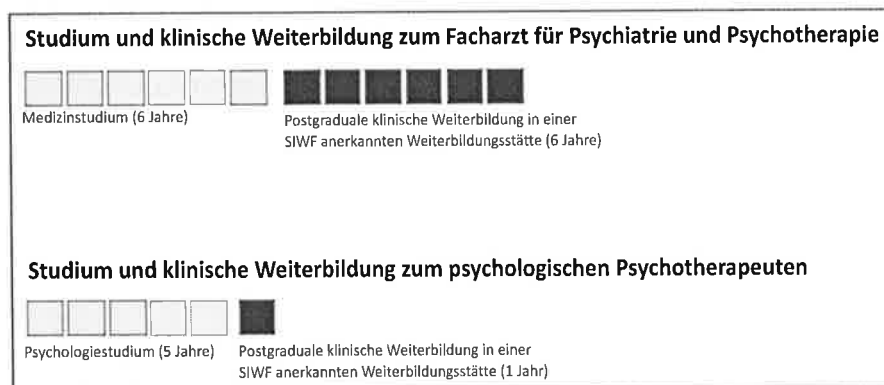 Studium und klinische Weiterbildung zum Facharzt für Psychiatrie und Psychotherapie
Medizinstudium (6 Jahre)
Postgraduale klinische Weiterbildung in einer
SIWF anerkannten Weiterbildungsstätte (6 Jahre)
Studium und klinische Weiterbildung zum psychologischen Psychotherapeuten
Psychologiestudium (5 Jahre)
Postgraduale klinische Weiterbildung in einer
SIWF anerkannten Weiterbildungsstätte (1 Jahr)